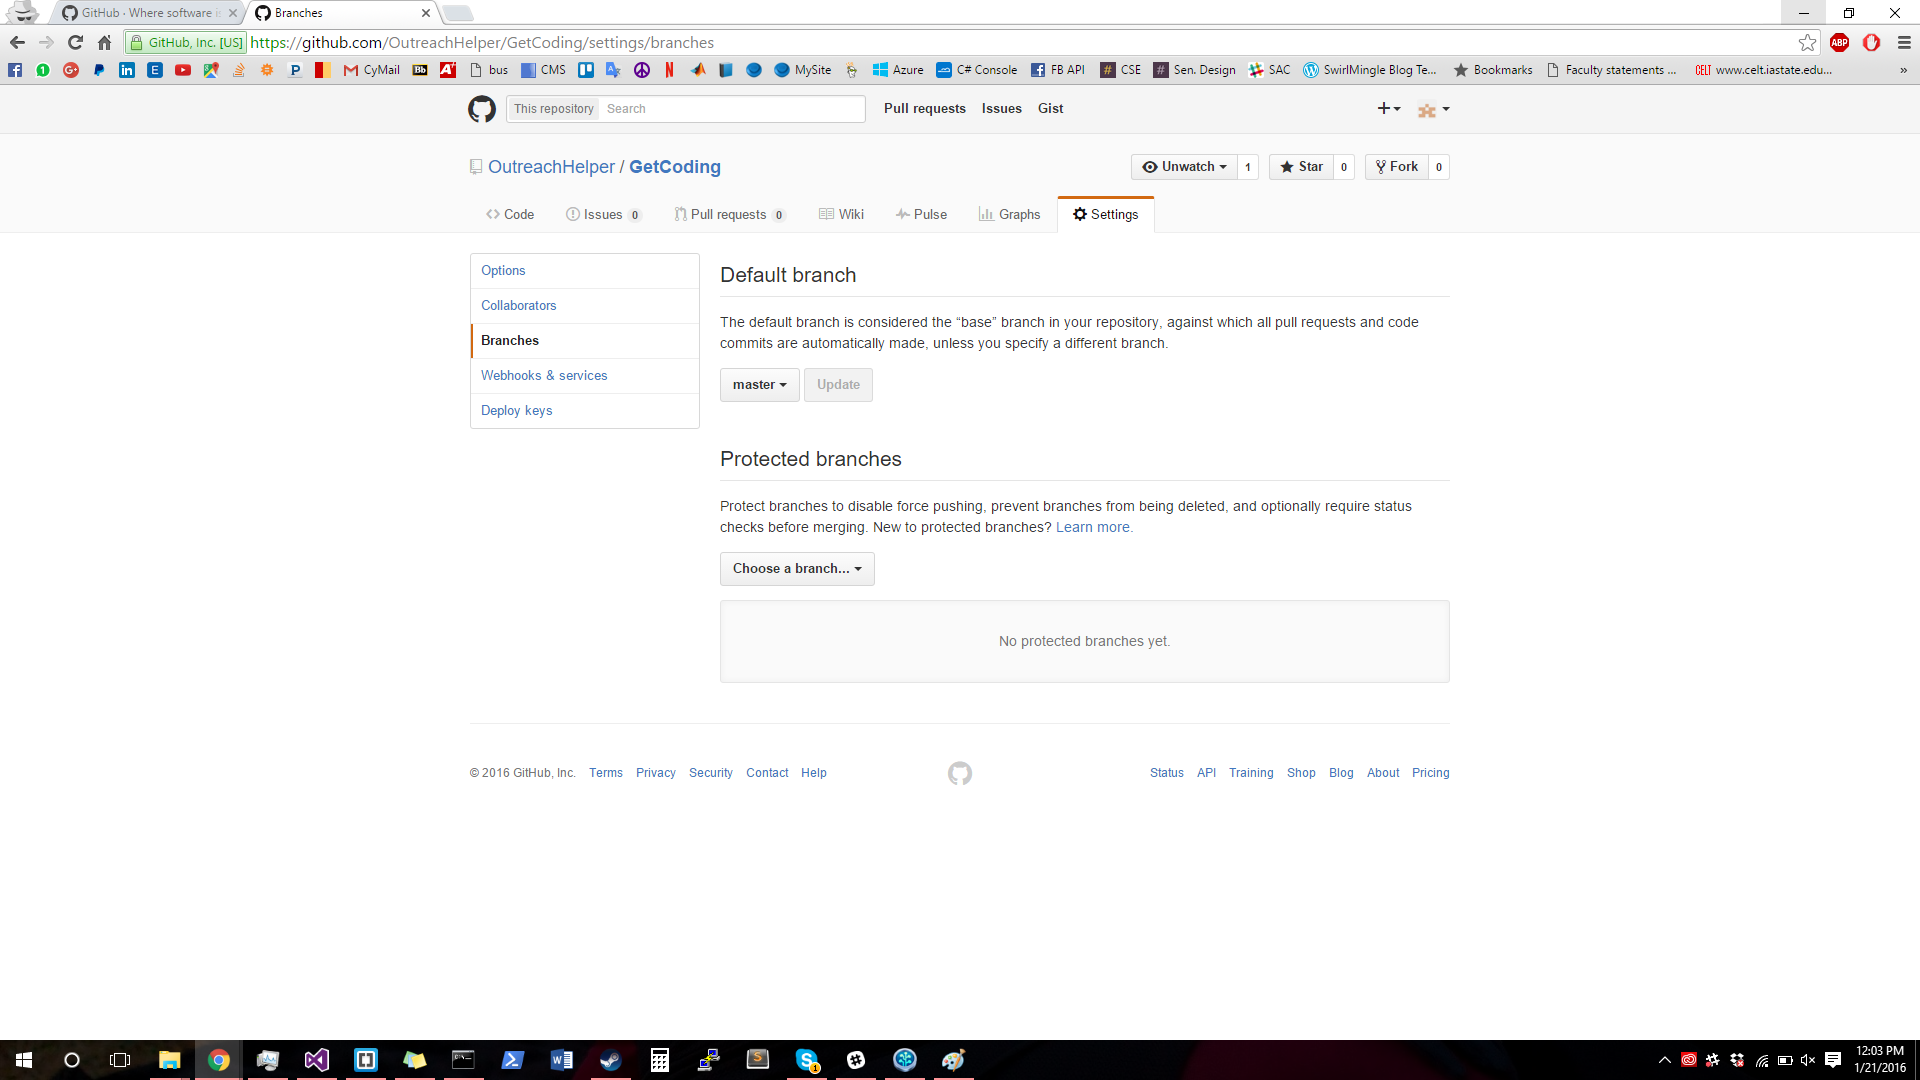 GitHub · Where software is
Branches
GitHub, Inc. [US] https://github.com/OutreachHelper/GetCoding/settings/branches
ABP
CyMail Bb bus CMS MySite Azure C# Console FB API CSE Sen. Design SAC SwirlMingle Blog Te... Bookmarks Faculty statements ... CELT www.celt.iastate.edu... »
This repository Search Pull requests Issues Gist
OutreachHelper / GetCoding
Unwatch 1 Star 0 Fork 0
Code Issues 0 Pull requests 0 Wiki Pulse Graphs Settings
Options
Collaborators
Branches
Webhooks & services
Deploy keys
Default branch
The default branch is considered the “base” branch in your repository, against which all pull requests and code
commits are automatically made, unless you specify a different branch.
master Update
Protected branches
Protect branches to disable force pushing, prevent branches from being deleted, and optionally require status
checks before merging. New to protected branches? Learn more.
Choose a branch...
No protected branches yet.
© 2016 GitHub, Inc. Terms Privacy Security Contact Help
Status API Training Shop Blog About Pricing
12:03 PM
1/21/2016